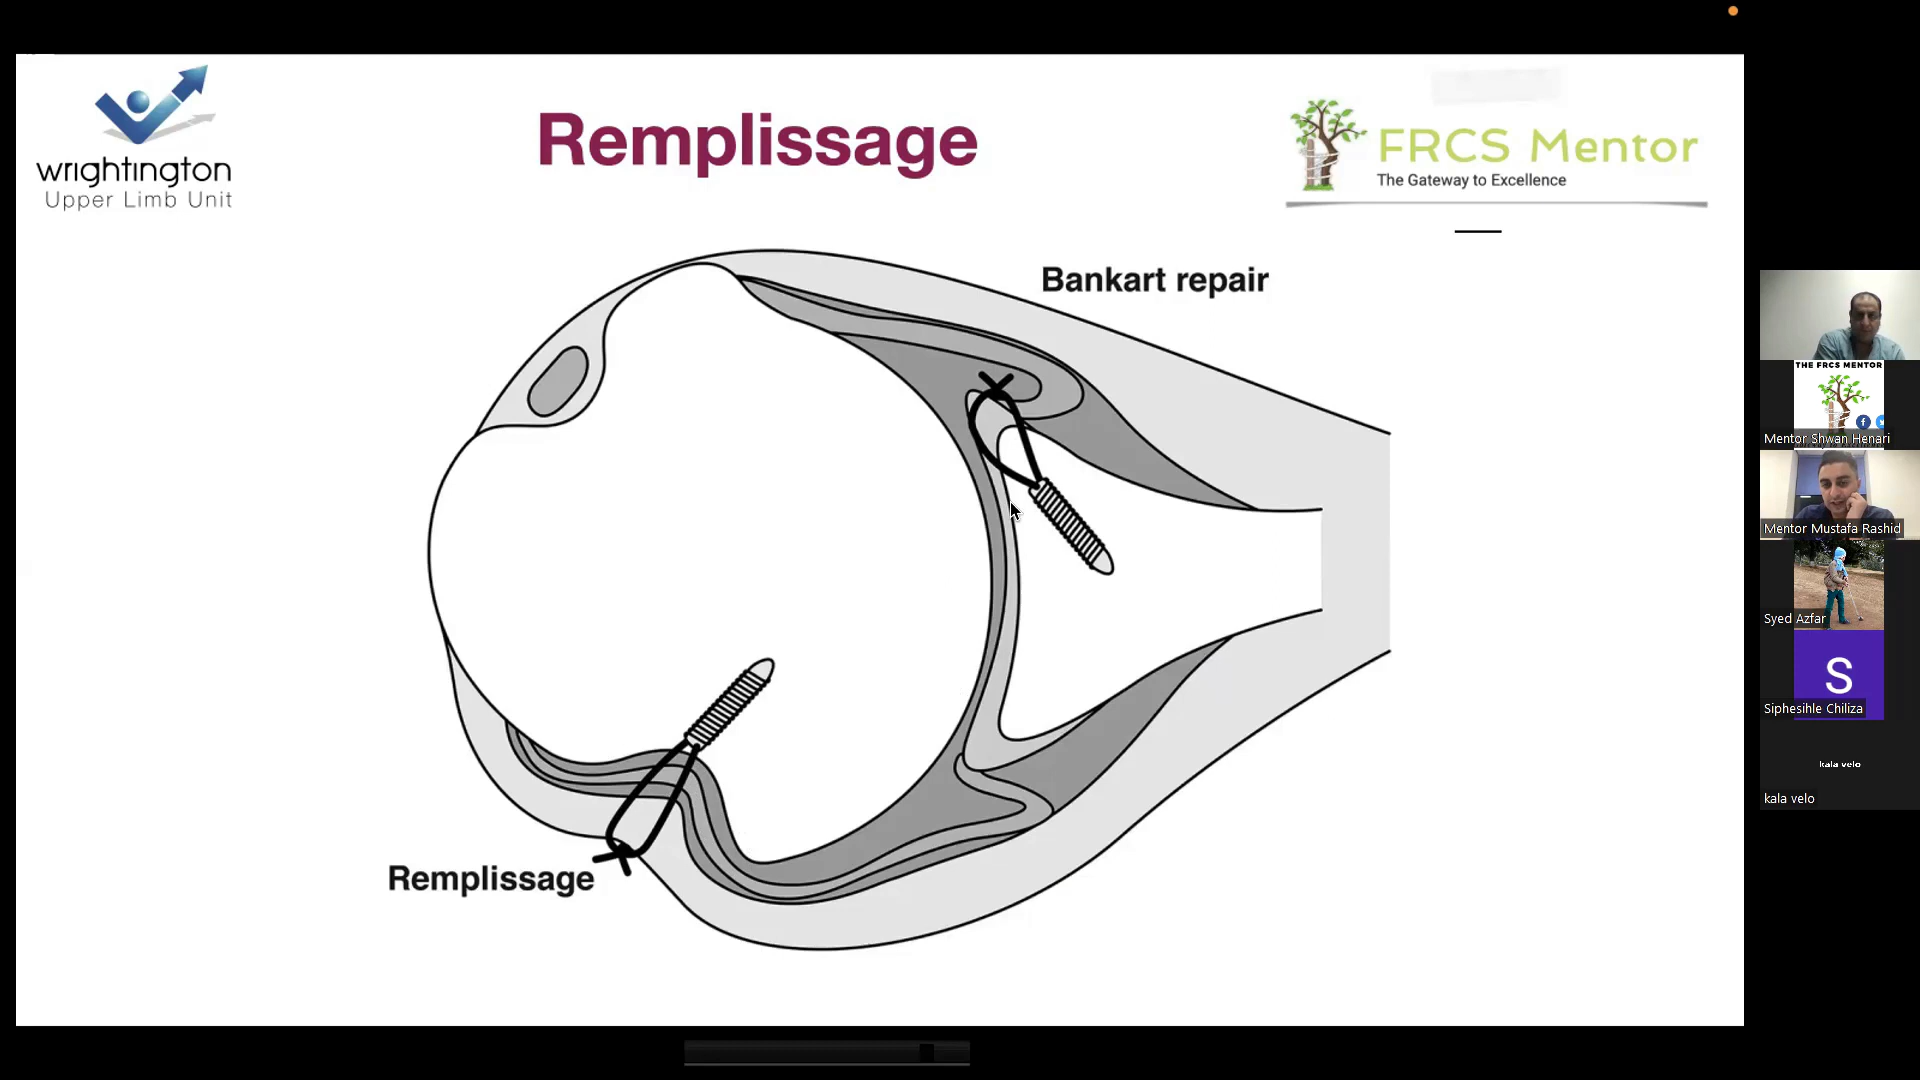 wrightington
Upper Limb Unit
Remplissage
FRCS Mentor
The Gateway to Excellence
Bankart repair
Remplissage
THE FRCS MENTOR
Mentor Shwan Henari
Mentor Mustafa Rashid
Syed Azfar
S
Siphesihle Chiliza
kala velo
kala velo